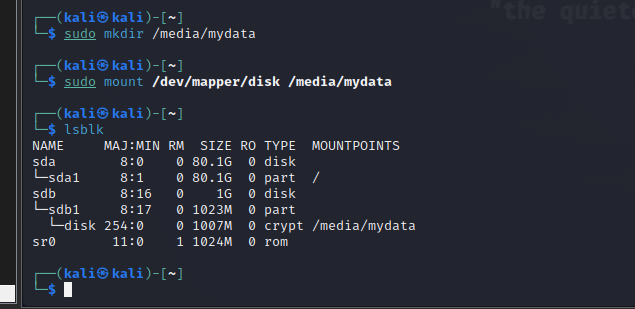 "the quiete
┌──(kali㉿kali)-[~]
└─$ sudo mkdir /media/mydata
┌──(kali㉿kali)-[~]
└─$ sudo mount /dev/mapper/disk /media/mydata
┌──(kali㉿kali)-[~]
└─$ lsblk
NAME     MAJ:MIN RM  SIZE RO TYPE  MOUNTPOINTS
sda        8:0    0 80.1G  0 disk
└─sda1     8:1    0 80.1G  0 part  /
sdb        8:16   0    1G  0 disk
└─sdb1     8:17   0 1023M  0 part
  └─disk 254:0    0 1007M  0 crypt /media/mydata
sr0       11:0    1 1024M  0 rom
┌──(kali㉿kali)-[~]
└─$